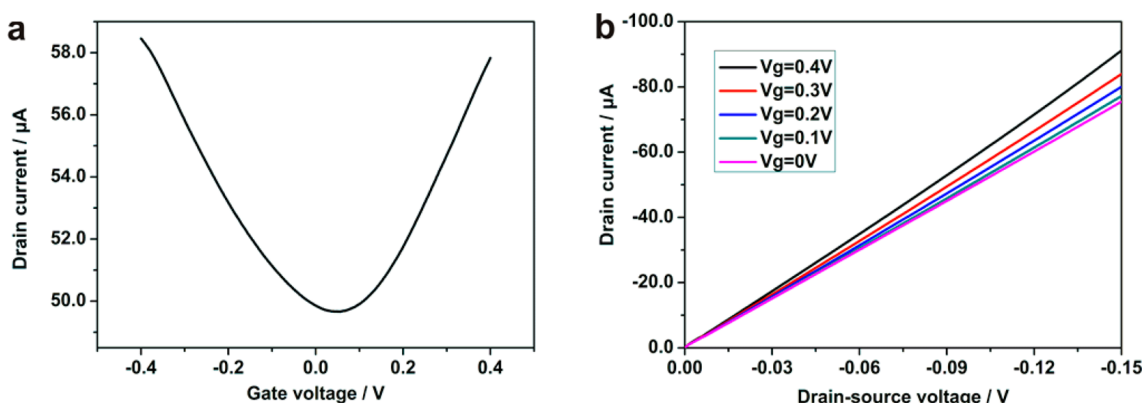 a
58.0
56.0
54.0
52.0
50.0
Drain current / μA
-0.4 -0.2 0.0 0.2 0.4
Gate voltage / V
b
-100.0
-80.0
-60.0
-40.0
-20.0
0.0
Drain current / μA
Vg=0.4V
Vg=0.3V
Vg=0.2V
Vg=0.1V
Vg=0V
0.00 -0.03 -0.06 -0.09 -0.12 -0.15
Drain-source voltage / V